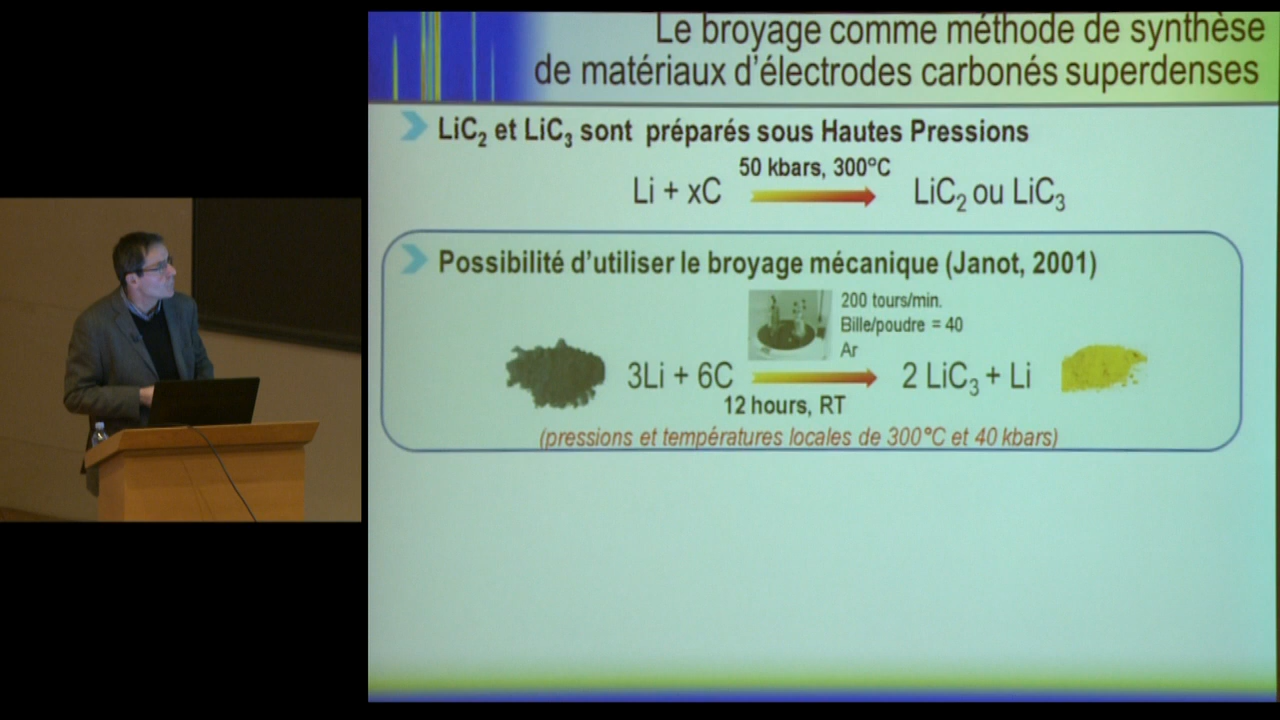 Le broyage comme méthode de synthèse
de matériaux d'électrodes carbonés superdenses
LiC₂ et LiC₃ sont préparés sous Hautes Pressions
50 kbars, 300°C
Li + xC LiC₂ ou LiC₃
Possibilité d'utiliser le broyage mécanique (Janot, 2001)
200 tours/min.
Bille/poudre = 40
Ar
3Li + 6C 2 LiC₃ + Li
12 hours, RT
(pressions et températures locales de 300°C et 40 kbars)